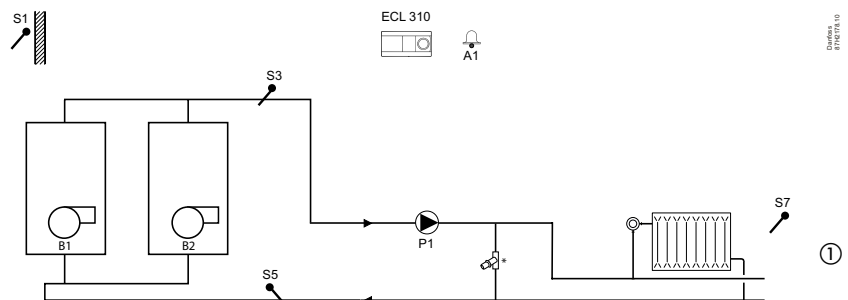 S1
ECL 310
A1
Danfoss
87H2178.10
S3
B1
B2
P1
*
S7
S5
1